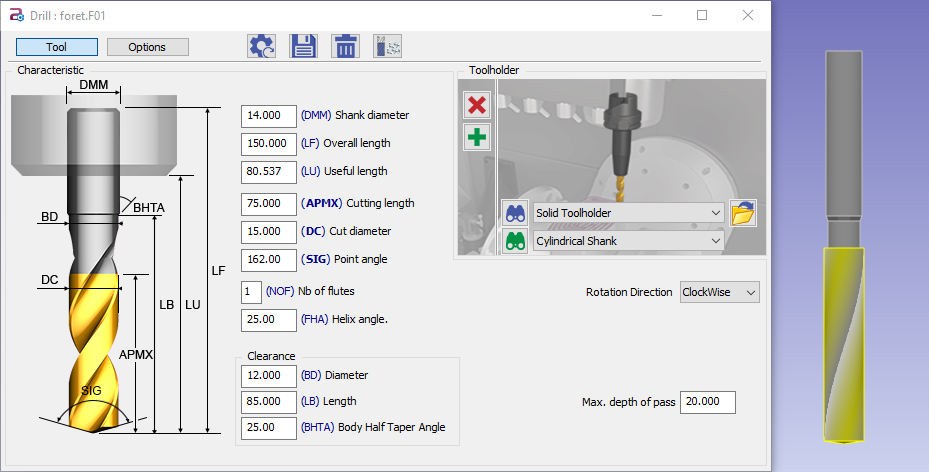 Drill : foret.F01
Tool
Options
Characteristic
DMM
BHTA
BD
DC
LF
LB
LU
APMX
SIG
14.000 (DMM) Shank diameter
150.000 (LF) Overall length
80.537 (LU) Useful length
75.000 (APMX) Cutting length
15.000 (DC) Cut diameter
162.00 (SIG) Point angle
1 (NOF) Nb of flutes
25.00 (FHA) Helix angle.
Clearance
12.000 (BD) Diameter
85.000 (LB) Length
25.00 (BHTA) Body Half Taper Angle
Toolholder
Solid Toolholder
Cylindrical Shank
Rotation Direction ClockWise
Max. depth of pass 20.000